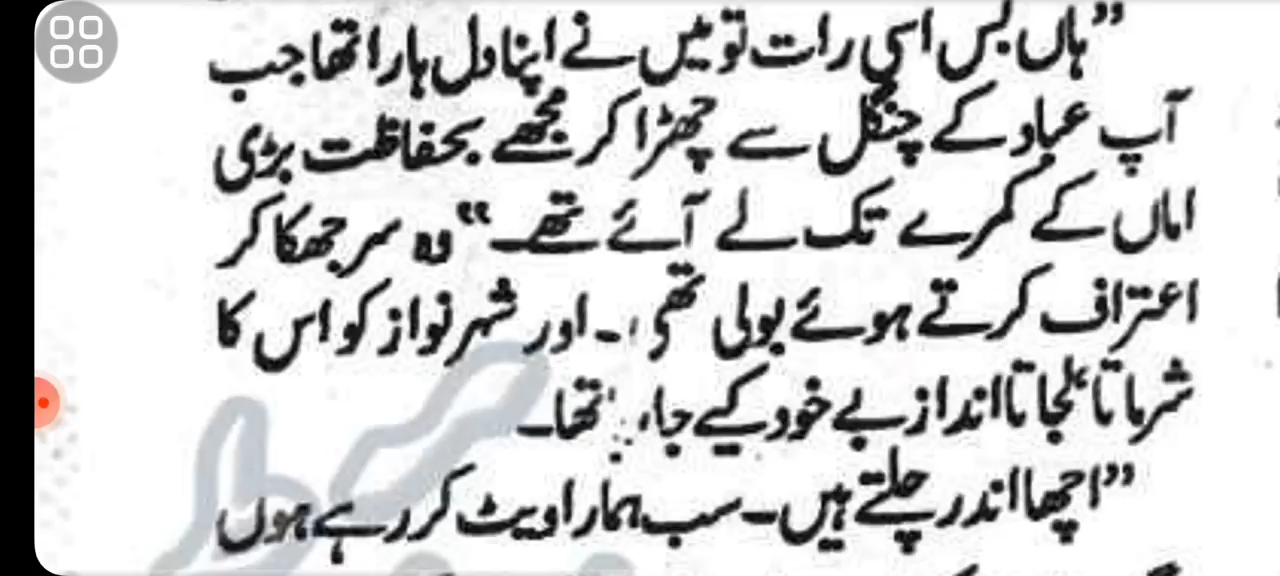 ”ہاں بس اسی رات تو میں نے اپنا دل ہارا تھا جب
آپ عباد کے چنگل سے چھڑا کر مجھے بحفاظت بڑی
اماں کے کمرے تک لے آئے تھے۔“ وہ سر جھکا کر
اعتراف کرتے ہوئے بولی تھی۔ اور شہر نواز کو اس کا
شرماتا، لجاتا انداز بے خود کیے جا تھا۔
”اچھا اندر چلتے ہیں۔ سب ہمارا ویٹ کر رہے ہوں